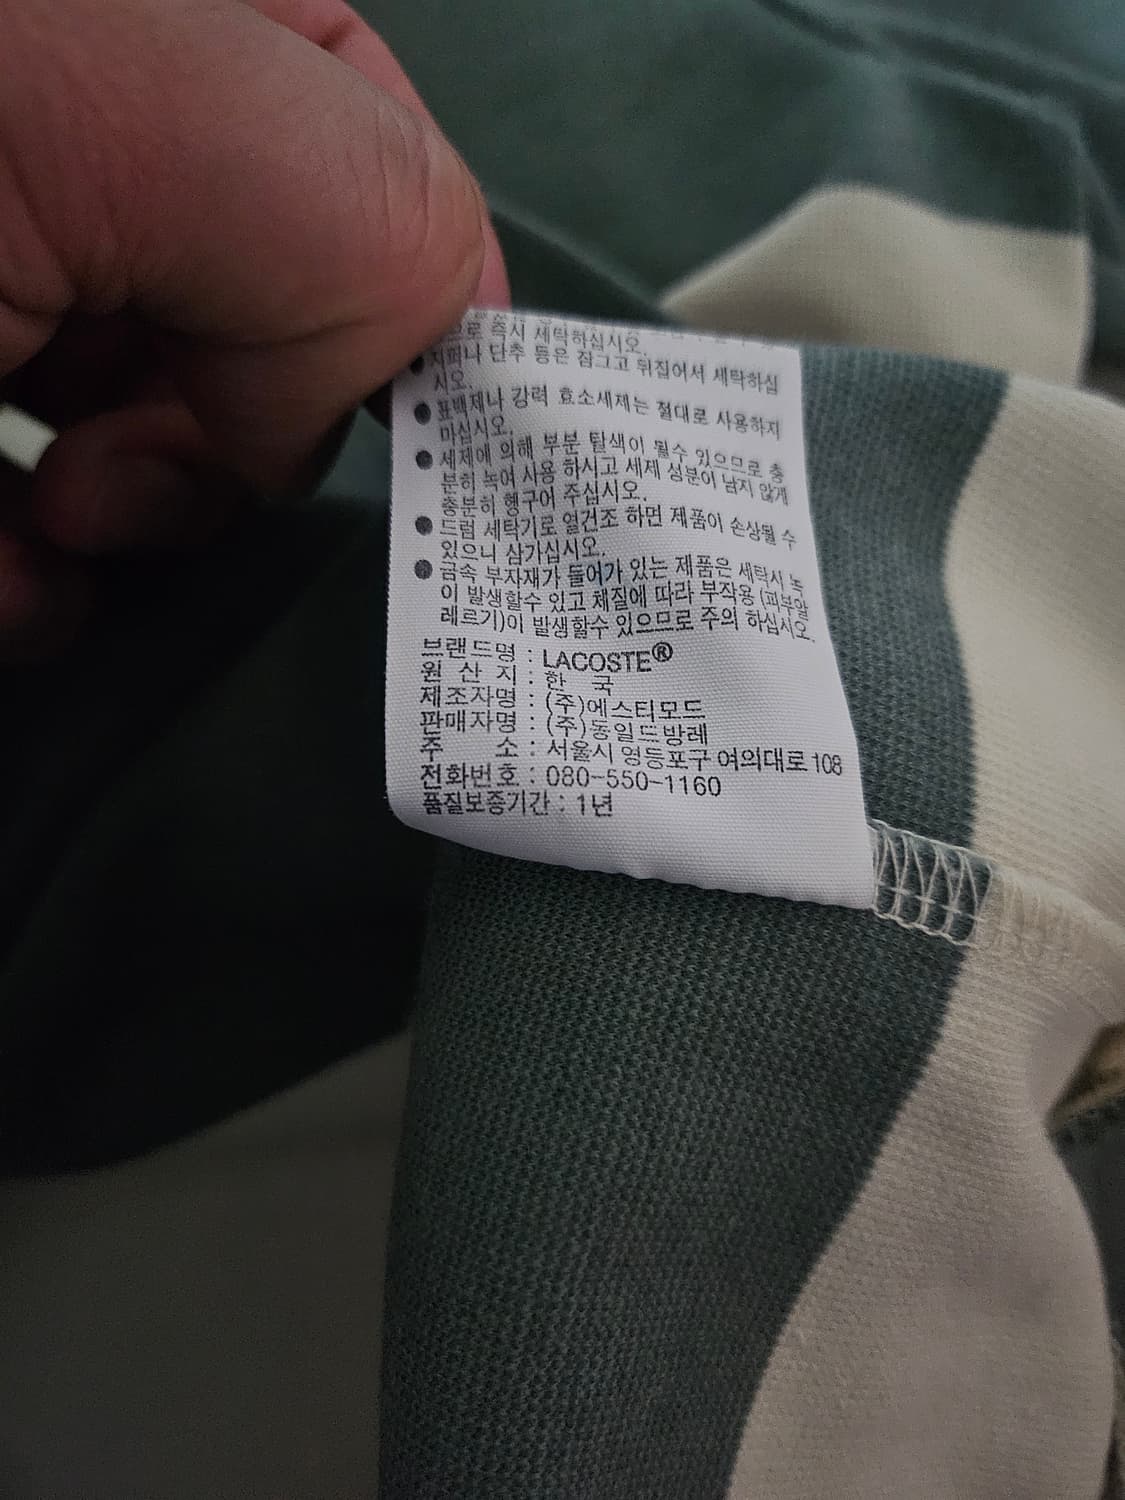 으로 즉시 세탁하십시오.
● 지퍼나 단추 등은 잠그고 뒤집어서 세탁하십
시오.
● 표백제나 강력 효소세제는 절대로 사용하지
마십시오.
● 세제에 의해 부분 탈색이 될수 있으므로 충
분히 녹여 사용 하시고 세제 성분이 남지 않게
충분히 헹구어 주십시오.
● 드럼 세탁기로 열건조 하면 제품이 손상될 수
있으니 삼가십시오.
● 금속 부자재가 들어가 있는 제품은 세탁시 녹
이 발생할수 있고 체질에 따라 부작용 (피부알
레르기)이 발생할수 있으므로 주의 하십시오.
브랜드명 : LACOSTE®
원 산 지 : 한 국
제조자명 : (주)에스티모드
판매자명 : (주)동일드방레
주 소 : 서울시 영등포구 여의대로 108
전화번호 : 080-550-1160
품질보증기간 : 1년